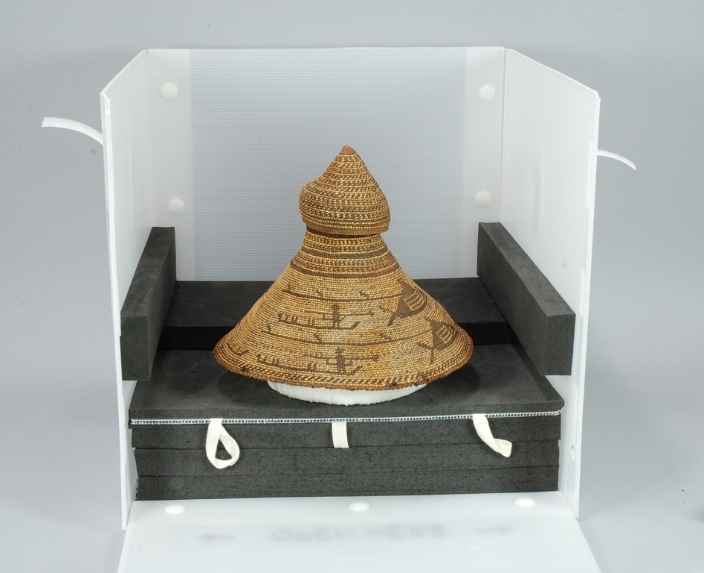 ← OPEN HERE →